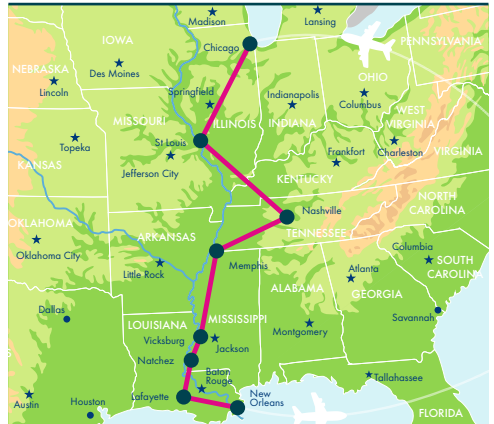 Madison
Lansing
Chicago
IOWA
PENNSYLVANIA
Des Moines
NEBRASKA
Lincoln
OHIO
Springfield
Indianapolis
Columbus
MISSOURI
ILLINOIS
INDIANA
WEST
VIRGINIA
Topeka
St Louis
Frankfort
Charleston
VIRGINIA
KANSAS
Jefferson City
KENTUCKY
NORTH
CAROLINA
Nashville
OKLAHOMA
ARKANSAS
TENNESSEE
Oklahoma City
Columbia
Memphis
Little Rock
Atlanta
SOUTH
CAROLINA
ALABAMA
GEORGIA
Dallas
LOUISIANA
MISSISSIPPI
Savannah
Vicksburg
Jackson
Montgomery
Natchez
Baton
Rouge
Tallahassee
Austin
Houston
Lafayette
New
Orleans
FLORIDA
S